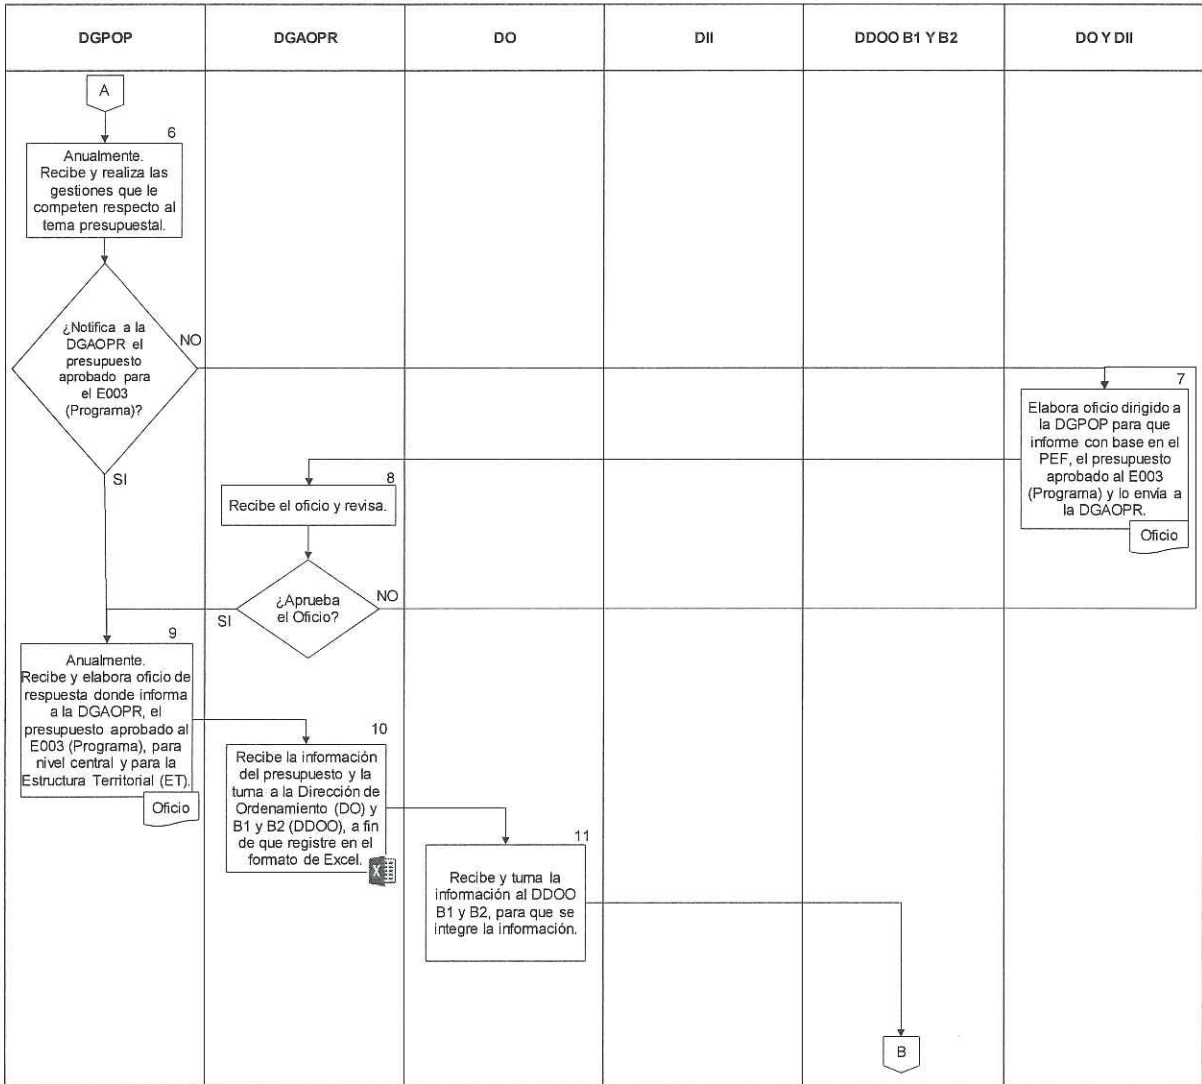 DGPOP
DGAOPR
DO
DII
DDOO B1 Y B2
DO Y DII
A
6
Anualmente.
Recibe y realiza las
gestiones que le
competen respecto al
tema presupuestal.
¿Notifica a la
DGAOPR el
presupuesto
aprobado para
el E003
(Programa)?
NO
SI
7
Elabora oficio dirigido a
la DGPOP para que
informe con base en el
PEF, el presupuesto
aprobado al E003
(Programa) y lo envía a
la DGAOPR.
Oficio
8
Recibe el oficio y revisa.
¿Aprueba
el Oficio?
NO
SI
9
Anualmente.
Recibe y elabora oficio de
respuesta donde informa
a la DGAOPR, el
presupuesto aprobado al
E003 (Programa), para
nivel central y para la
Estructura Territorial (ET).
Oficio
10
Recibe la información
del presupuesto y la
turna a la Dirección de
Ordenamiento (DO) y
B1 y B2 (DDOO), a fin
de que registre en el
formato de Excel.
X
11
Recibe y turna la
información al DDOO
B1 y B2, para que se
integre la información.
B